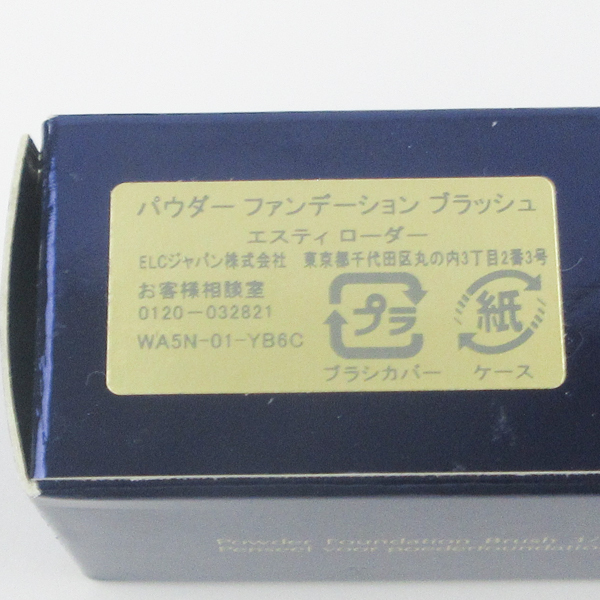 パウダー ファンデーション ブラッシュ
エスティ ローダー
ELCジャパン株式会社 東京都千代田区丸の内3丁目2番3号
お客様相談室
0120-032821
WA5N-01-YB6C
プラ
ブラシカバー
紙
ケース
Powder Foundation Brush
Penseel voor poederfoundation